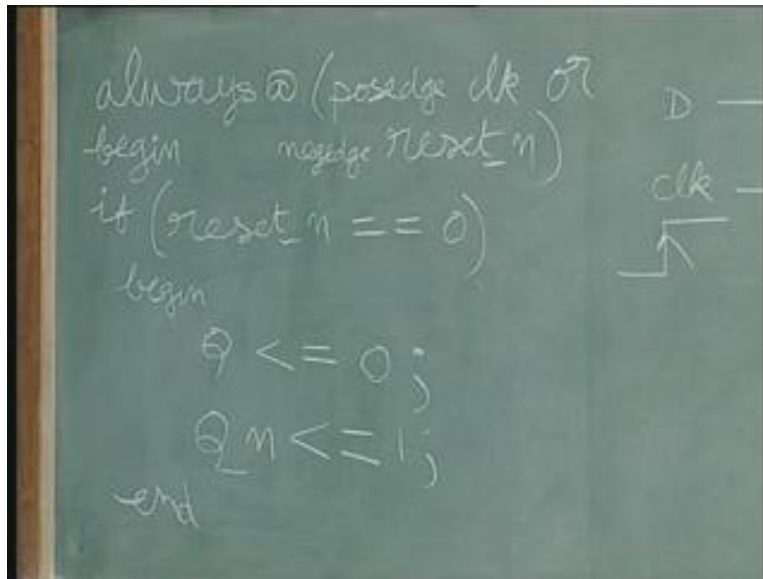 always@(posedge clk or
begin negedge reset_n)
if (reset_n == 0)
begin
Q <= 0;
Q_n <= 1;
end
D
clk